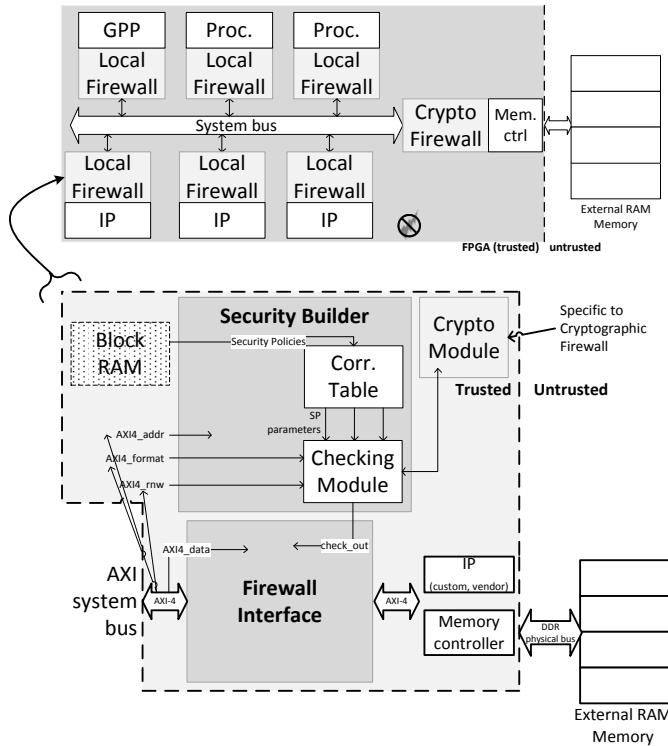 GPP
Proc.
Proc.
Local
Firewall
Local
Firewall
Local
Firewall
System bus
Crypto
Firewall
Mem.
ctrl
Local
Firewall
Local
Firewall
Local
Firewall
IP
IP
IP
External RAM
Memory
FPGA (trusted)
untrusted
Security Builder
Block
RAM
Security Policies
Crypto
Module
Specific to
Cryptographic
Firewall
Corr.
Table
Trusted
Untrusted
SP
parameters
AXI4_addr
AXI4_format
AXI4_rnw
Checking
Module
AXI4_data
check_out
AXI
system
bus
AXI-4
Firewall
Interface
AXI-4
IP
(custom, vendor)
Memory
controller
DDR
physical bus
External RAM
Memory